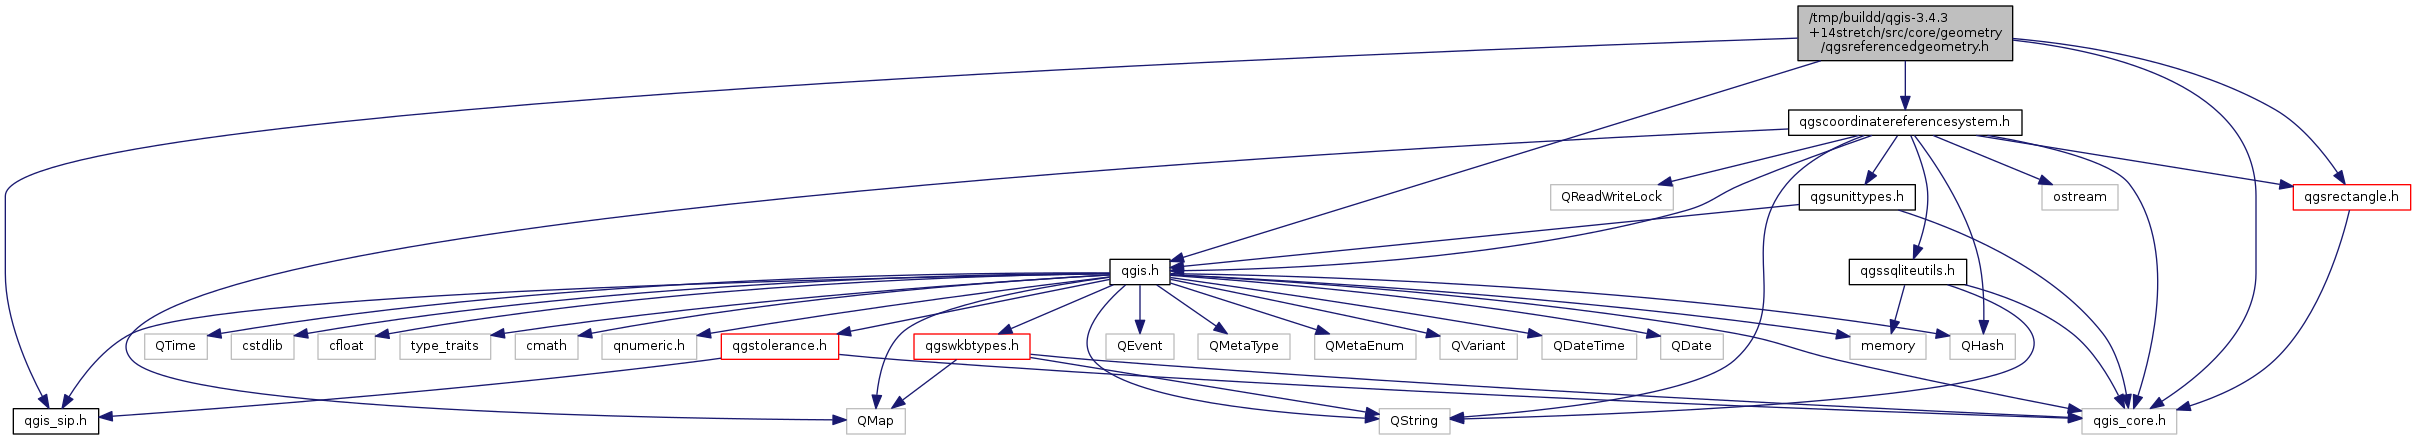 /tmp/buildd/qgis-3.4.3
+14stretch/src/core/geometry
/qgsreferencedgeometry.h
qgscoordinatereferencesystem.h
QReadWriteLock
qgsunittypes.h
ostream
qgsrectangle.h
qgis.h
qgssqliteutils.h
QTime
cstdlib
cfloat
type_traits
cmath
qnumeric.h
qgstolerance.h
qgswkbtypes.h
QEvent
QMetaType
QMetaEnum
QVariant
QDateTime
QDate
memory
QHash
qgis_sip.h
QMap
QString
qgis_core.h